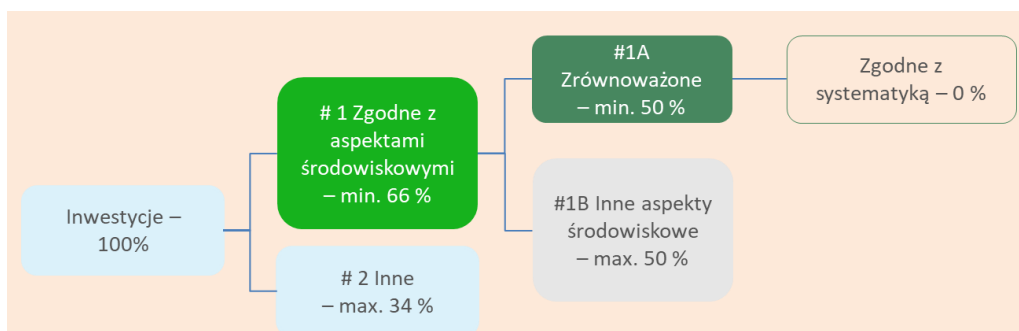 Inwestycje –
100%
# 1 Zgodne z
aspektami
środowiskowymi
– min. 66 %
# 2 Inne
– max. 34 %
#1A
Zrównoważone
– min. 50 %
#1B Inne aspekty
środowiskowe
– max. 50 %
Zgodne z
systematyką – 0 %